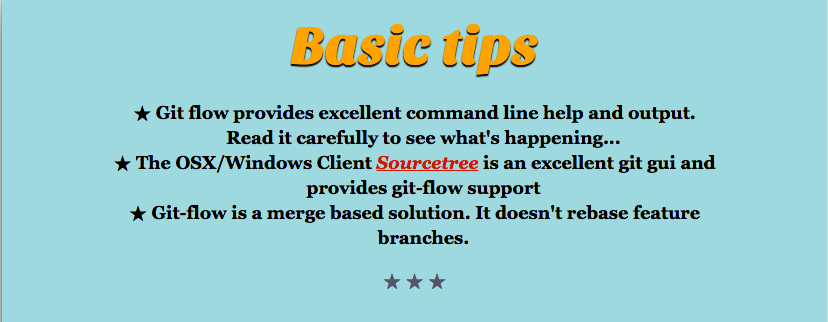 Basic tips
★ Git flow provides excellent command line help and output.
Read it carefully to see what's happening...
★ The OSX/Windows Client Sourcetree is an excellent git gui and
provides git-flow support
★ Git-flow is a merge based solution. It doesn't rebase feature
branches.
★ ★ ★